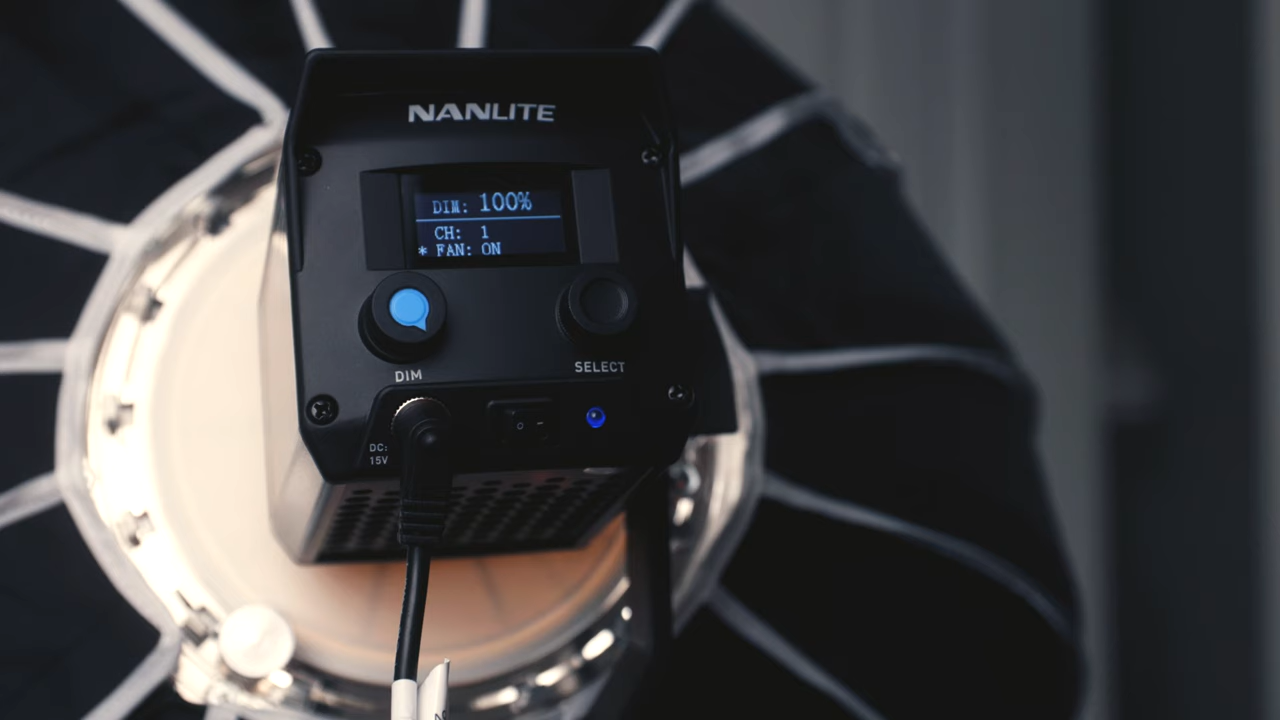 NANLITE
DIM: 100%
CH: 1
* FAN: ON
DIM
SELECT
DC:
15V